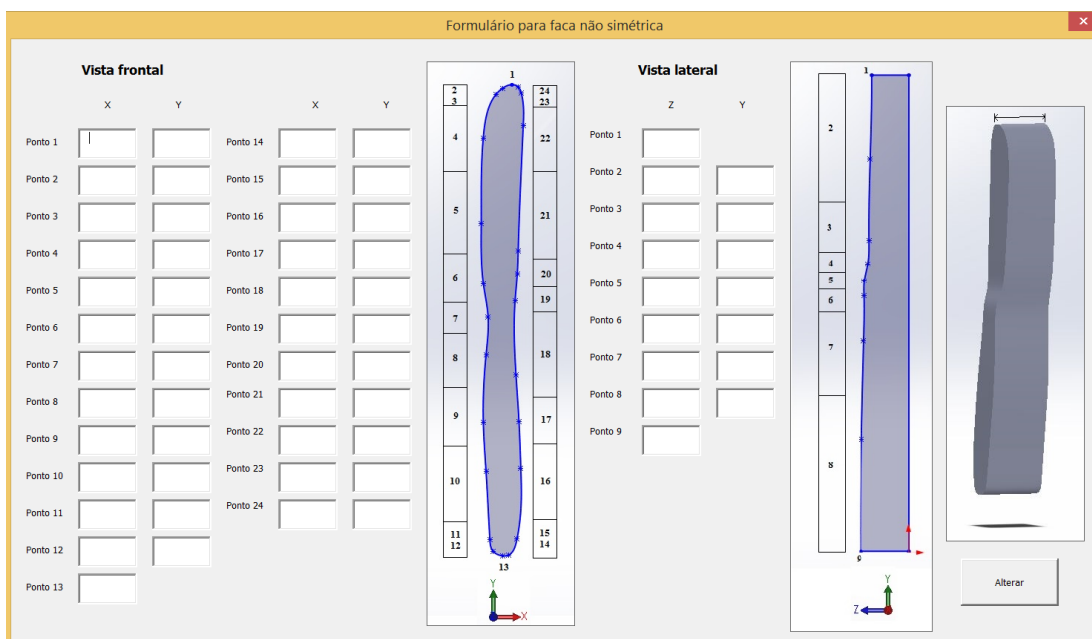 Formulário para faca não simétrica
Vista frontal
X Y X Y
Ponto 1
Ponto 2
Ponto 3
Ponto 4
Ponto 5
Ponto 6
Ponto 7
Ponto 8
Ponto 9
Ponto 10
Ponto 11
Ponto 12
Ponto 13
Ponto 14
Ponto 15
Ponto 16
Ponto 17
Ponto 18
Ponto 19
Ponto 20
Ponto 21
Ponto 22
Ponto 23
Ponto 24
1
2
3
4
5
6
7
8
9
10
11
12
13
24
23
22
21
20
19
18
17
16
15
14
Y
X
Vista lateral
Z Y
Ponto 1
Ponto 2
Ponto 3
Ponto 4
Ponto 5
Ponto 6
Ponto 7
Ponto 8
Ponto 9
1
2
3
4
5
6
7
8
9
Y
Z
Alterar